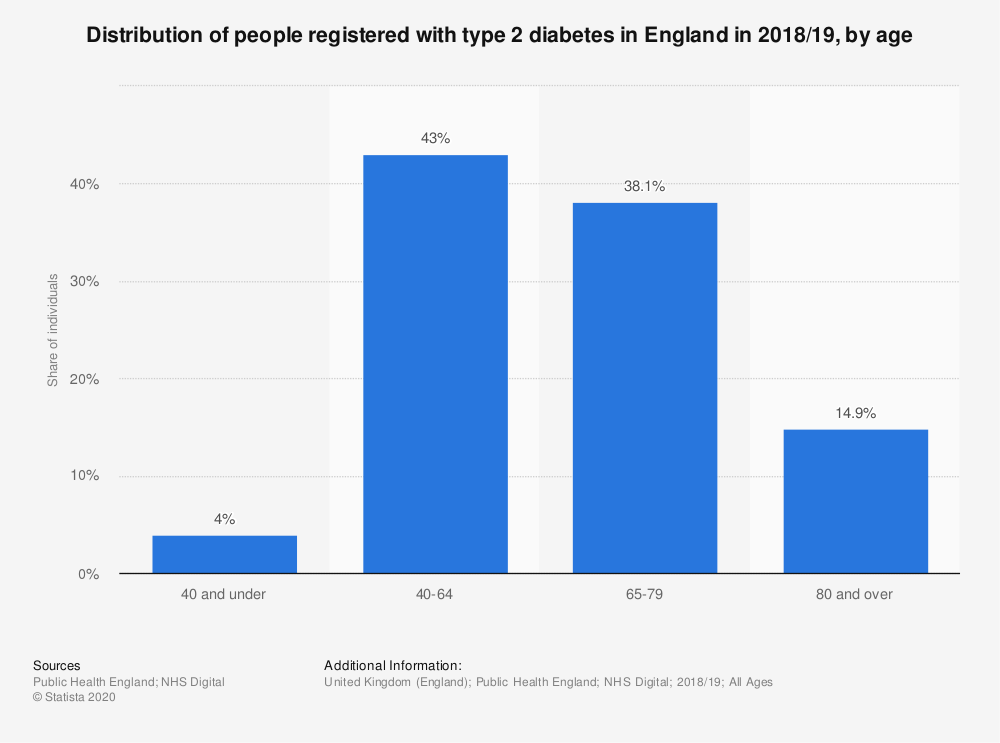 Distribution of people registered with type 2 diabetes in England in 2018/19, by age
Share of individuals
40%
30%
20%
10%
0%
4%
43%
38.1%
14.9%
40 and under
40-64
65-79
80 and over
Sources
Public Health England; NHS Digital
© Statista 2020
Additional Information:
United Kingdom (England); Public Health England; NHS Digital; 2018/19; All Ages